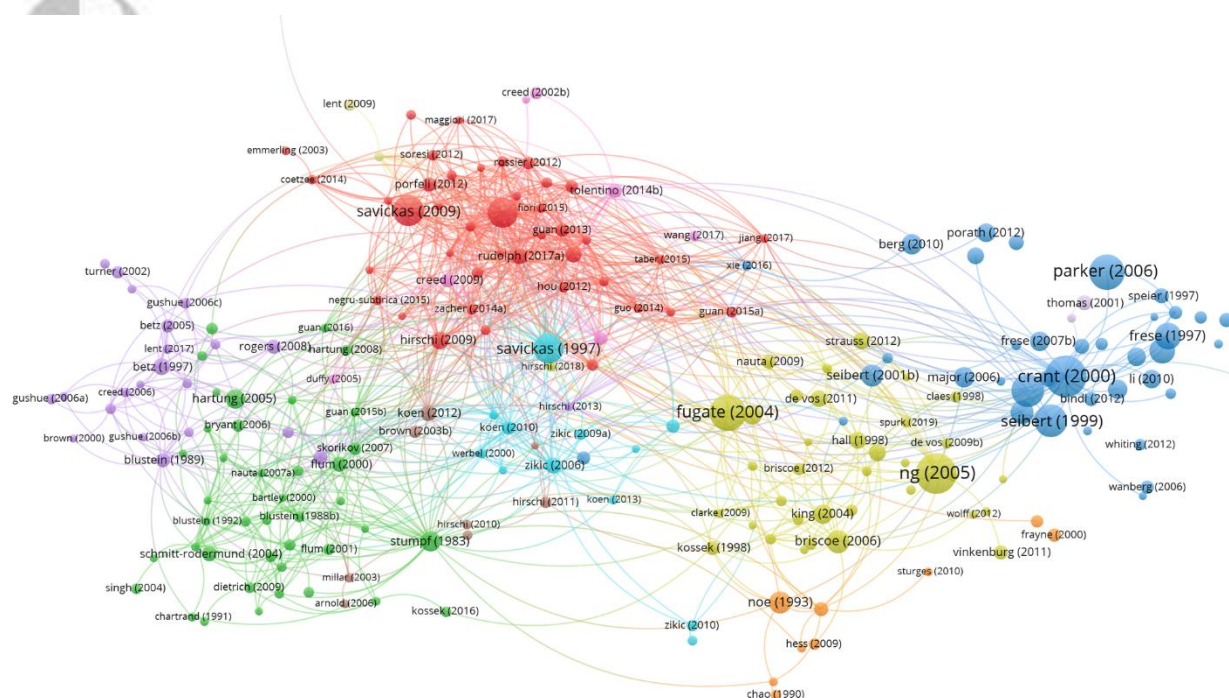 creed (2002b)
lent (2009)
maggiori (2017)
emmerling (2003)
soresi (2012)
rossier (2012)
coetzee (2014)
porfeli (2012)
tolentino (2014b)
savickas (2009)
fiori (2015)
guan (2013)
wang (2017)
jiang (2017)
berg (2010)
porath (2012)
rudolph (2017a)
taber (2015)
xie (2016)
parker (2006)
turner (2002)
creed (2009)
hou (2012)
gushue (2006c)
negru-subtirica (2015)
zacher (2014a)
guo (2014)
guan (2015a)
thomas (2001)
speier (1997)
betz (2005)
guan (2016)
hirschi (2009)
strauss (2012)
frese (2007b)
frese (1997)
lent (2017)
rogers (2008)
hartung (2008)
savickas (1997)
betz (1997)
hirschi (2018)
nauta (2009)
duffy (2005)
seibert (2001b)
major (2006)
crant (2000)
li (2010)
gushue (2006a)
creed (2006)
hartung (2005)
guan (2015b)
koen (2012)
hirschi (2013)
fugate (2004)
de vos (2011)
claes (1998)
bindl (2012)
bryant (2006)
brown (2003b)
koen (2010)
zikic (2009a)
spurk (2019)
seibert (1999)
brown (2000)
gushue (2006b)
skorikov (2007)
hall (1998)
de vos (2009b)
whiting (2012)
blustein (1989)
nauta (2007a)
flum (2000)
werbel (2000)
zikic (2006)
briscoe (2012)
ng (2005)
wanberg (2006)
bartley (2000)
hirschi (2011)
koen (2013)
blustein (1992)
blustein (1988b)
hirschi (2010)
clarke (2009)
king (2004)
wolff (2012)
schmitt-rodermund (2004)
flum (2001)
stumpf (1983)
kossek (1998)
briscoe (2006)
vinkenburg (2011)
frayne (2000)
singh (2004)
dietrich (2009)
millar (2003)
sturges (2010)
chartrand (1991)
arnold (2006)
kossek (2016)
noe (1993)
zikic (2010)
hess (2009)
chao (1990)